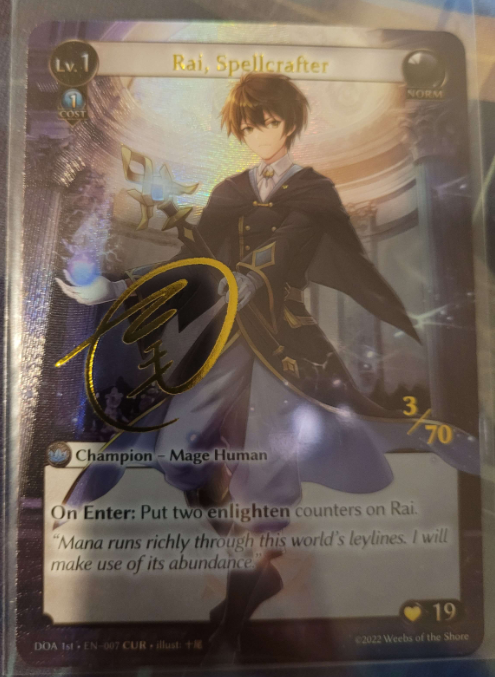 Lv. 1
Rai, Spellcrafter
NORSE
1
COST
3/70
Champion – Mage Human
On Enter: Put two enlighten counters on Rai.
"Mana runs richly through this world's leylines. I will
make use of its abundance."
19
DOA 1st • EN-007 CUR • illust: 十尾
©2022 Weebs of the Shore